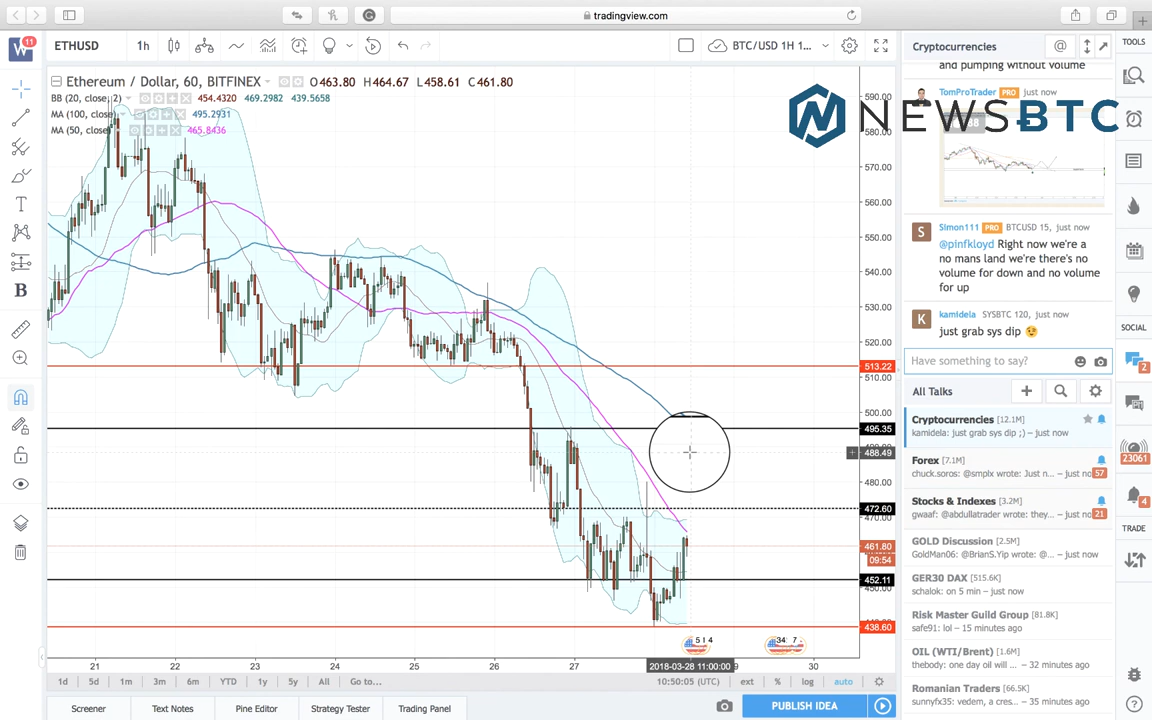 tradingview.com
11
ETHUSD
1h
BTC/USD 1H 1...
Ethereum / Dollar, 60, BITFINEX
O463.80 H464.67 L458.61 C461.80
BB (20, close, 2) 454.4320 469.2982 439.5658
MA (100, close) 495.2931
MA (50, close) 465.8436
590.00
580.00
570.00
560.00
550.00
540.00
530.00
520.00
513.22
510.00
500.00
495.35
488.49
480.00
472.60
470.00
461.80
09:54
452.11
450.00
438.60
21 22 23 24 25 26 27 2018-03-28 11:00:00 30
1d 5d 1m 3m 6m YTD 1y 5y All Go to...
10:50:05 (UTC) ext % log auto
Screener Text Notes Pine Editor Strategy Tester Trading Panel
PUBLISH IDEA
NEWSBTC
Cryptocurrencies
and pumping without volume
TomProTrader PRO just now
S
Simon111 PRO BTCUSD 15, just now
@pinfkloyd Right now we're a
no mans land we're there's no
volume for down and no volume
for up
K
kamidela SYSBTC 120, just now
just grab sys dip
Have something to say?
All Talks
Cryptocurrencies [12.1M]
kamidela: just grab sys dip ;) – just now
Forex [7.1M]
chuck.soros: @smplx wrote: Just n... – just no
57
Stocks & Indexes [3.2M]
gwaaf: @abdullatrader wrote: they... – just no
21
GOLD Discussion [2.5M]
GoldMan06: @BrianS.Yip wrote: @... – just now
GER30 DAX [515.6K]
schalok: on 5 min – just now
Risk Master Guild Group [81.8K]
safe91: lol – 15 minutes ago
OIL (WTI/Brent) [1.6M]
thebody: one day oil will ... – 32 minutes ago
Romanian Traders [66.5K]
sunnyfx35: vedem, a cres... – 36 minutes ago
TOOLS
SOCIAL
2
23061
4
TRADE